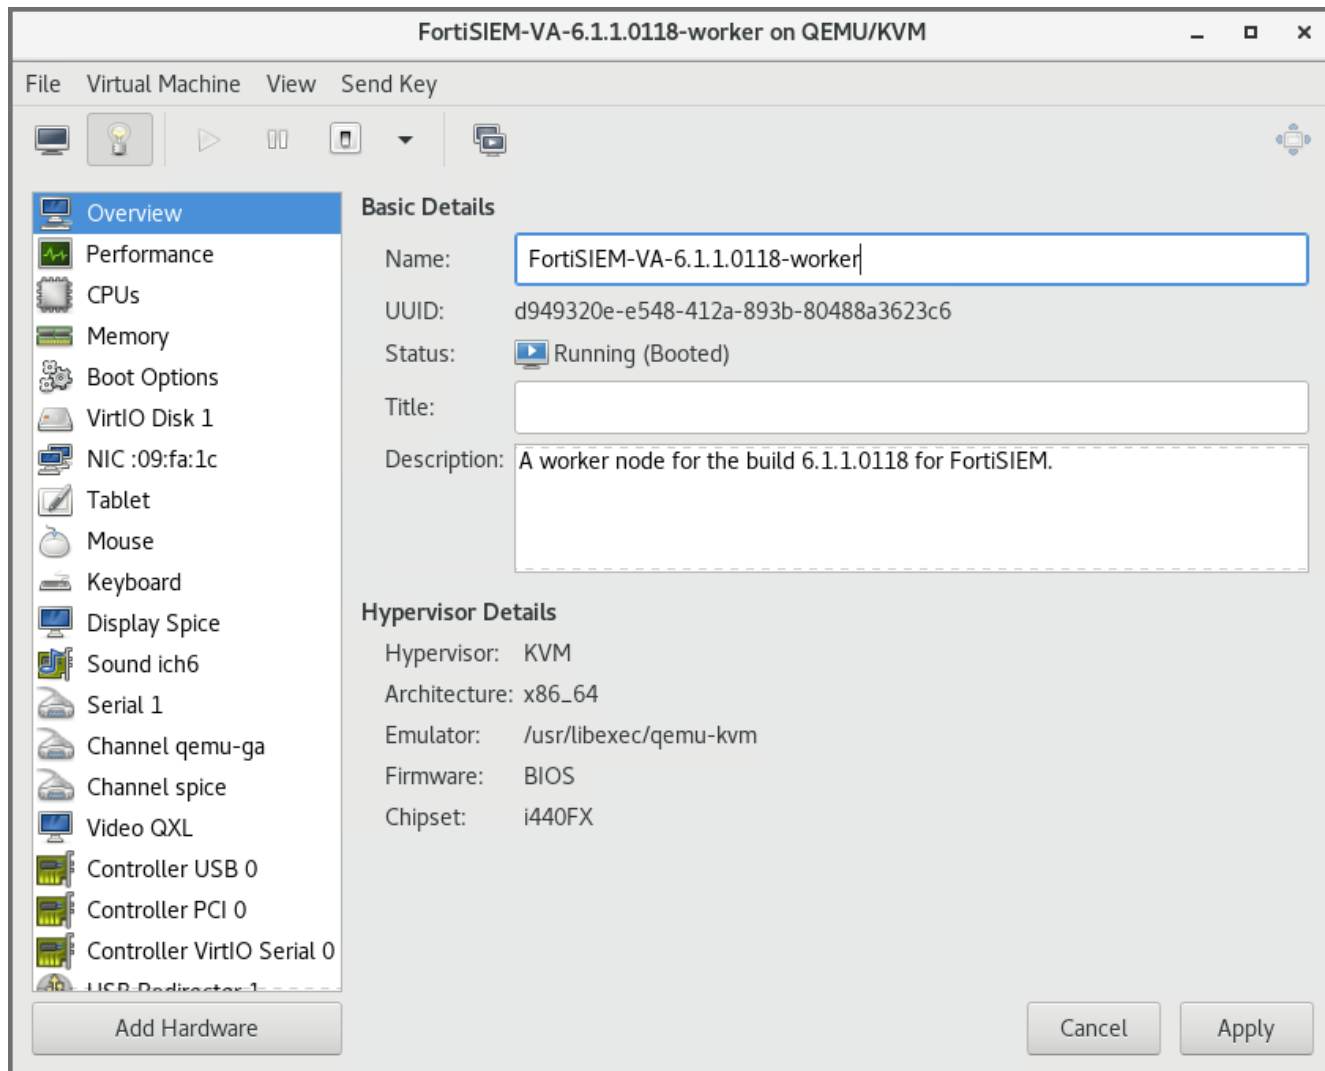 FortiSIEM-VA-6.1.1.0118-worker on QEMU/KVM
File Virtual Machine View Send Key
Overview
Performance
CPUs
Memory
Boot Options
VirtIO Disk 1
NIC :09:fa:1c
Tablet
Mouse
Keyboard
Display Spice
Sound ich6
Serial 1
Channel qemu-ga
Channel spice
Video QXL
Controller USB 0
Controller PCI 0
Controller VirtIO Serial 0
USB Redirector 1
Add Hardware
Basic Details
Name: FortiSIEM-VA-6.1.1.0118-worker
UUID: d949320e-e548-412a-893b-80488a3623c6
Status: Running (Booted)
Title:
Description: A worker node for the build 6.1.1.0118 for FortiSIEM.
Hypervisor Details
Hypervisor: KVM
Architecture: x86_64
Emulator: /usr/libexec/qemu-kvm
Firmware: BIOS
Chipset: i440FX
Cancel Apply